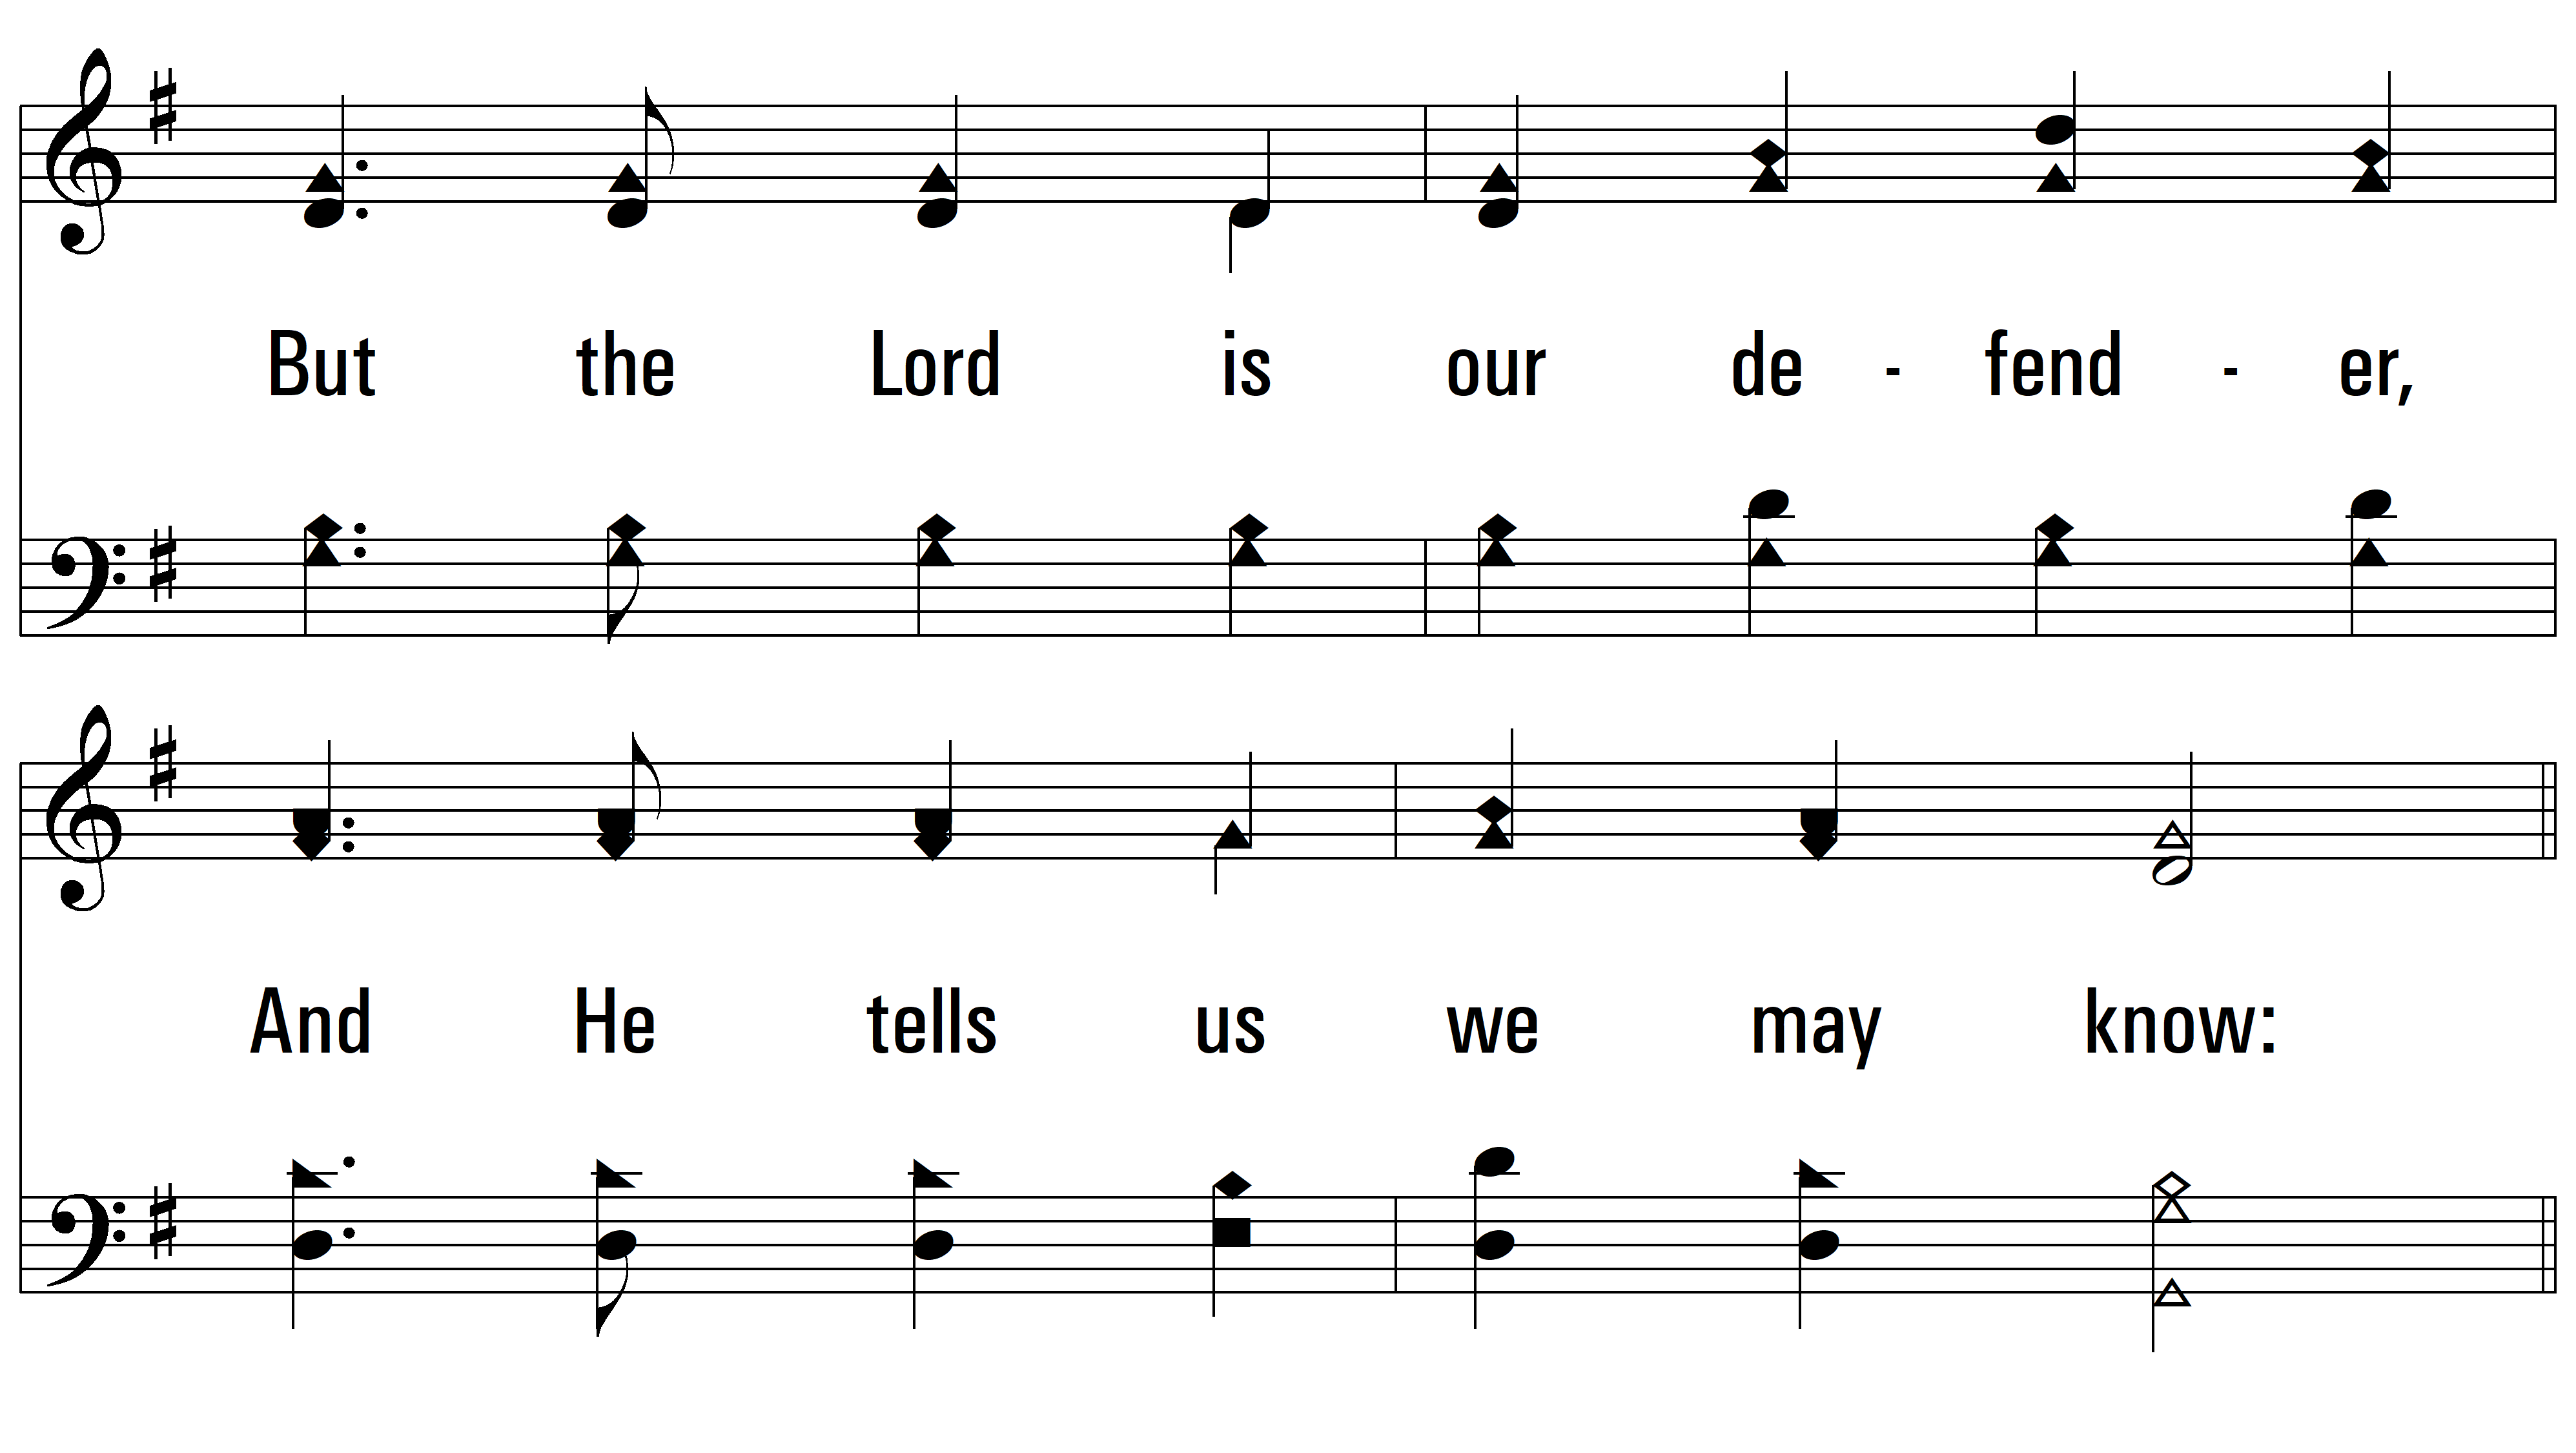 But the Lord is our de - fend - er,
And He tells us we may know: